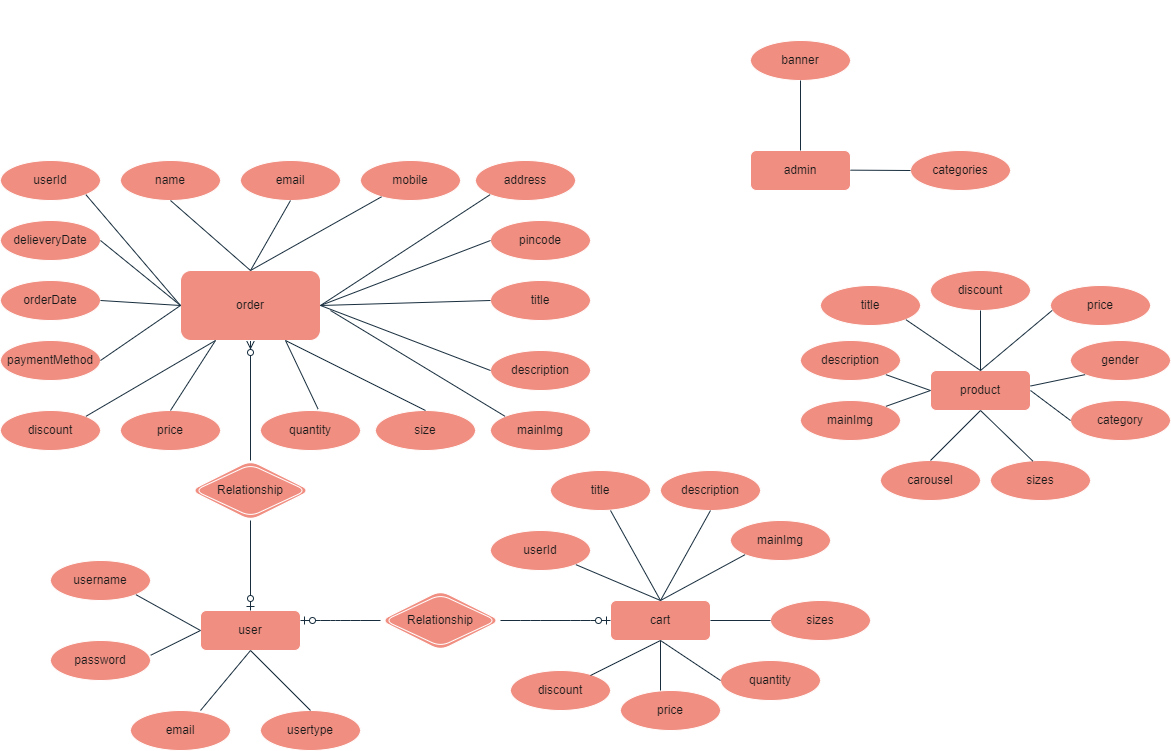 banner
admin
categories
userId
name
email
mobile
address
delieveryDate
pincode
orderDate
order
title
paymentMethod
description
discount
price
quantity
size
mainImg
title
discount
price
description
gender
product
mainImg
category
carousel
sizes
Relationship
title
description
userId
mainImg
username
user
Relationship
cart
sizes
password
discount
price
quantity
email
usertype